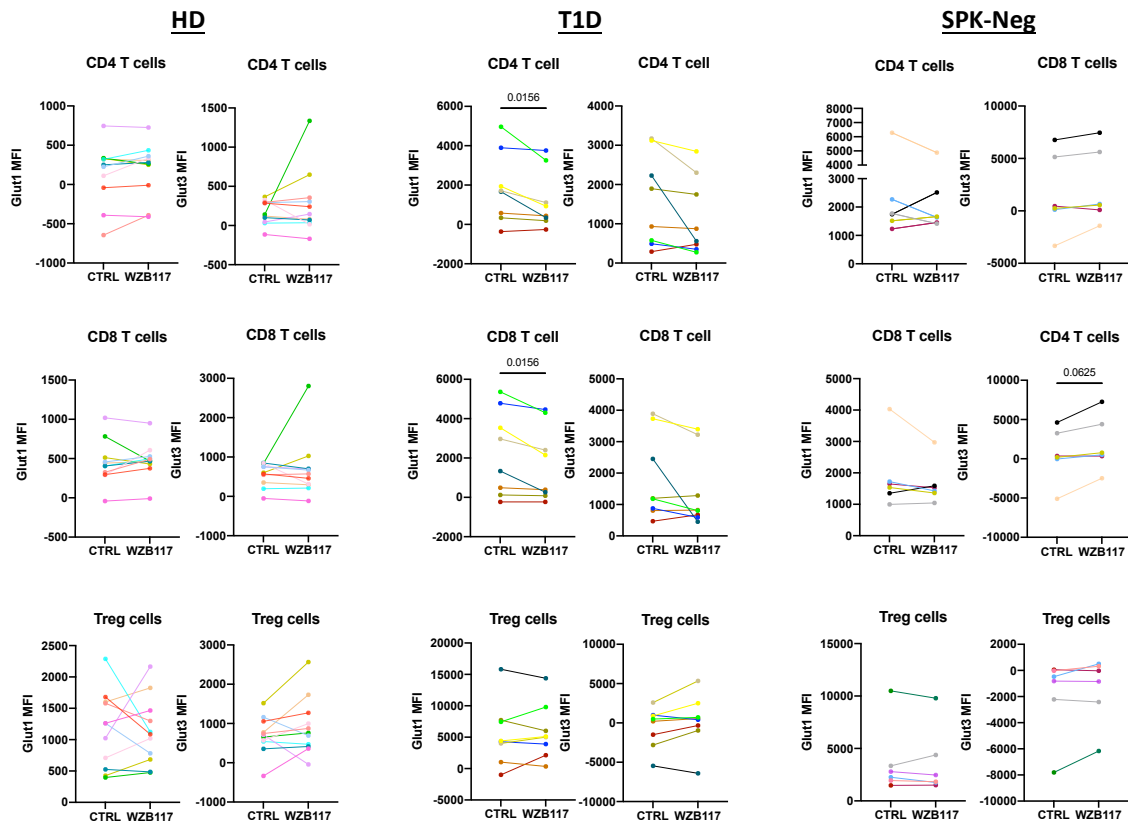 HD
T1D
SPK-Neg
CD4 T cells
CD4 T cells
CD4 T cell
CD4 T cell
CD4 T cells
CD8 T cells
Glut1 MFI
1000
500
0
-500
-1000
CTRL WZB117
Glut3 MFI
1500
1000
500
0
-500
CTRL WZB117
Glut1 MFI
6000
4000
2000
0
-2000
0.0156
CTRL WZB117
Glut3 MFI
4000
3000
2000
1000
0
CTRL WZB117
Glut1 MFI
8000
7000
6000
5000
4000
2000
1000
0
CTRL WZB117
Glut3 MFI
10000
5000
0
-5000
CTRL WZB117
CD8 T cells
CD8 T cells
CD8 T cell
CD8 T cell
CD8 T cells
CD4 T cells
Glut1 MFI
1500
1000
500
0
-500
CTRL WZB117
Glut3 MFI
3000
2000
1000
0
-1000
CTRL WZB117
Glut1 MFI
6000
4000
2000
0
-2000
0.0156
CTRL WZB117
Glut3 MFI
5000
4000
3000
2000
1000
0
CTRL WZB117
Glut1 MFI
5000
4000
3000
2000
1000
0
CTRL WZB117
Glut3 MFI
10000
5000
0
-5000
-10000
0.0625
CTRL WZB117
Treg cells
Treg cells
Treg cells
Treg cells
Treg cells
Treg cells
Glut1 MFI
2500
2000
1500
1000
500
0
CTRL WZB117
Glut3 MFI
3000
2000
1000
0
-1000
CTRL WZB117
Glut1 MFI
20000
15000
10000
5000
0
-5000
CTRL WZB117
Glut3 MFI
10000
5000
0
-5000
-10000
CTRL WZB117
Glut1 MFI
15000
10000
5000
0
CTRL WZB117
Glut3 MFI
2000
0
-2000
-4000
-6000
-8000
-10000
CTRL WZB117